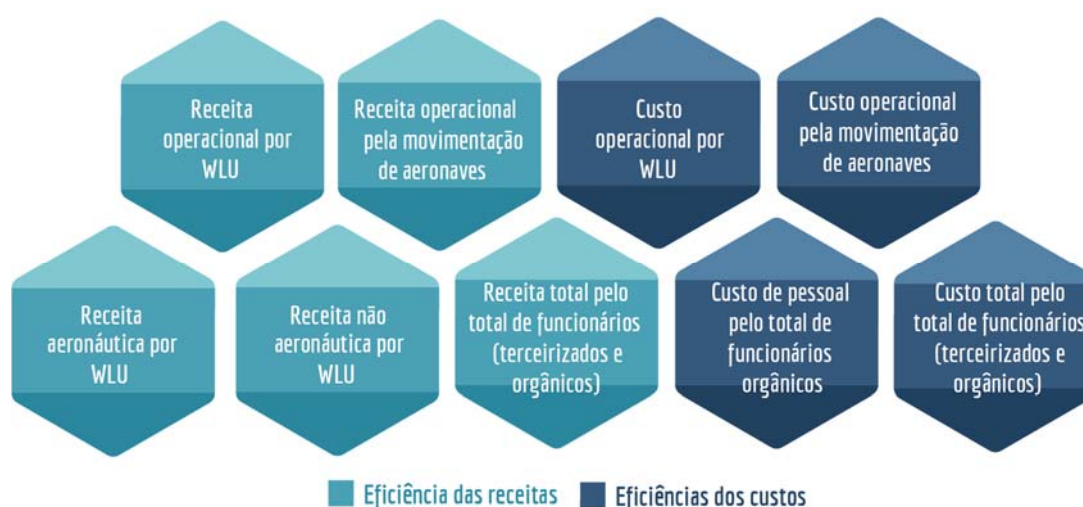 Receita
operacional por
WLU
Receita operacional
pela movimentação
de aeronaves
Custo
operacional por
WLU
Custo operacional
pela movimentação
de aeronaves
Receita
aeronáutica por
WLU
Receita não
aeronáutica por
WLU
Receita total pelo
total de funcionários
(terceirizados e
orgânicos)
Custo de pessoal
pelo total de
funcionários
orgânicos
Custo total pelo
total de funcionários
(terceirizados e
orgânicos)
Eficiência das receitas
Eficiências dos custos